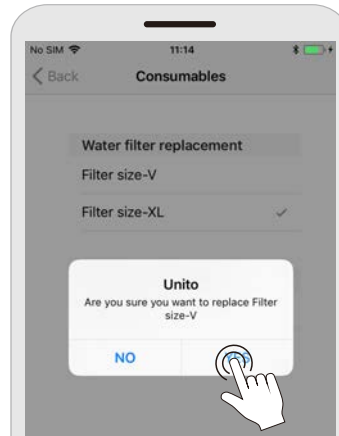 No SIM 11:14
Back Consumables
Water filter replacement
Filter size-V
Filter size-XL
Unito
Are you sure you want to replace Filter
size-V
NO YES